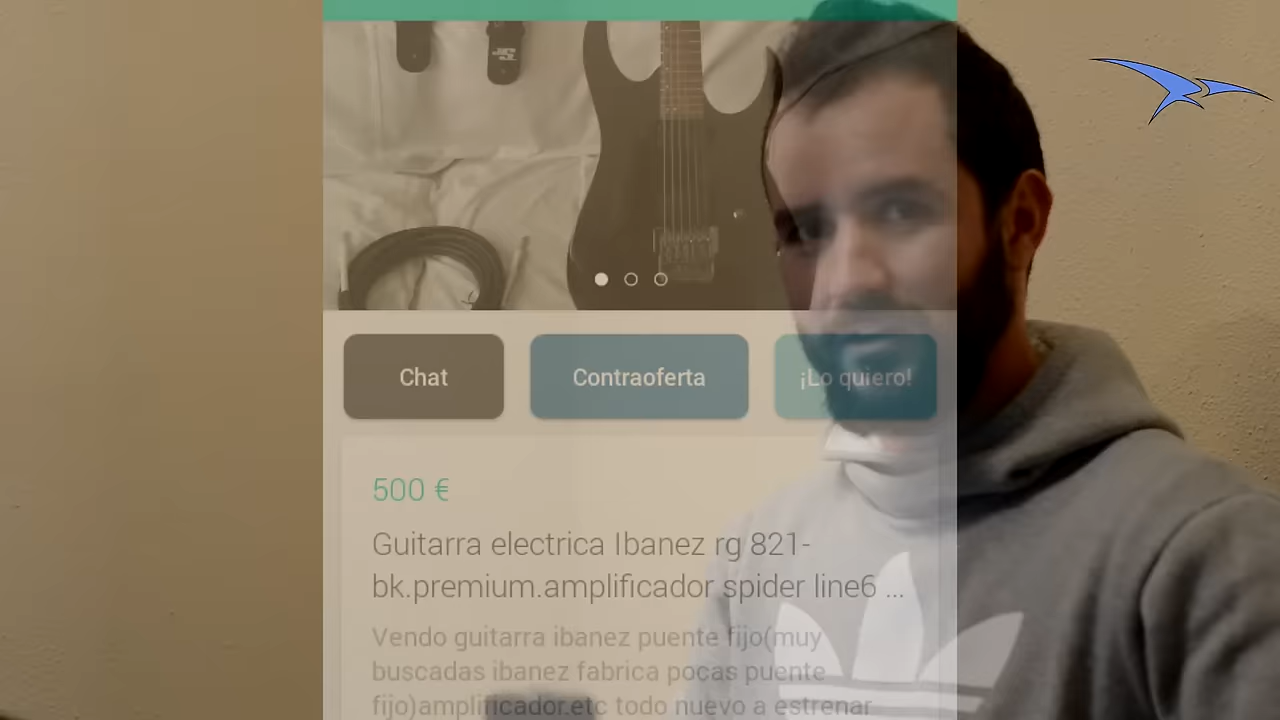 Chat
Contraoferta
¡Lo quiero!
500 €
Guitarra electrica Ibanez rg 821-
bk.premium.amplificador spider line6 ...
Vendo guitarra ibanez puente fijo(muy
buscadas ibanez fabrica pocas puente
fijo)amplificador.etc todo nuevo a estrenar